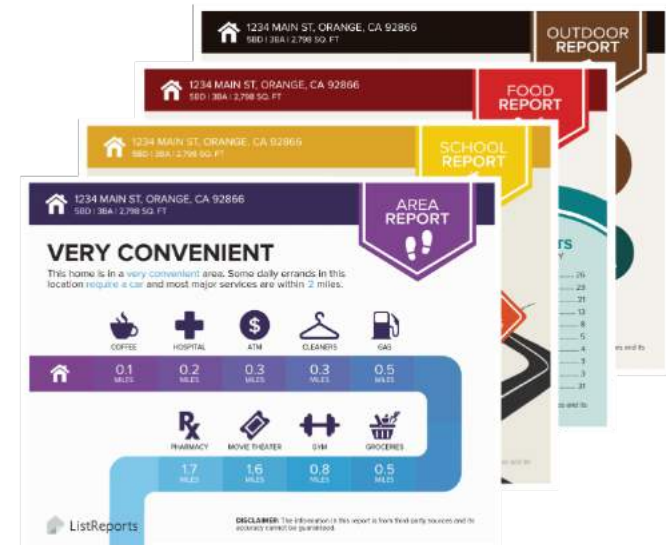 1234 MAIN ST, ORANGE, CA 92866
5BD | 3BA | 2,798 SQ. FT
OUTDOOR
REPORT
1234 MAIN ST, ORANGE, CA 92866
5BD | 3BA | 2,798 SQ. FT
FOOD
REPORT
1234 MAIN ST, ORANGE, CA 92866
5BD | 3BA | 2,798 SQ. FT
SCHOOL
REPORT
1234 MAIN ST, ORANGE, CA 92866
5BD | 3BA | 2,798 SQ. FT
AREA
REPORT
VERY CONVENIENT
This home is in a very convenient area. Some daily errands in this
location require a car and most major services are within 2 miles.
COFFEE HOSPITAL ATM CLEANERS GAS
0.1 0.2 0.3 0.3 0.5
MILES MILES MILES MILES MILES
PHARMACY MOVIE THEATER GYM GROCERIES
1.7 1.6 0.8 0.5
MILES MILES MILES MILES
ListReports
DISCLAIMER: The information in this report is from third party sources and its
accuracy cannot be guaranteed.